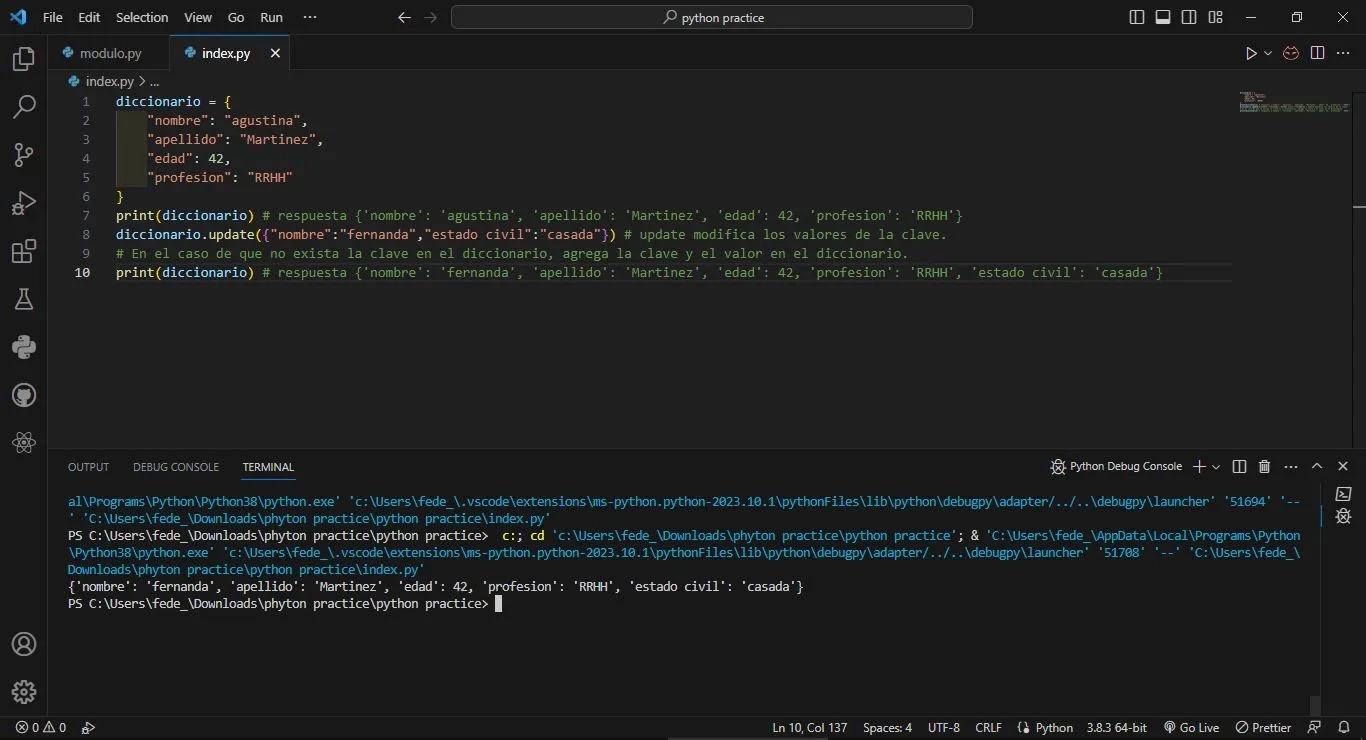 File Edit Selection View Go Run ··· python practice
modulo.py index.py
index.py > ...
1 diccionario = {
2 "nombre": "agustina",
3 "apellido": "Martinez",
4 "edad": 42,
5 "profesion": "RRHH"
6 }
7 print(diccionario) # respuesta {'nombre': 'agustina', 'apellido': 'Martinez', 'edad': 42, 'profesion': 'RRHH'}
8 diccionario.update({"nombre":"fernanda","estado civil":"casada"}) # update modifica los valores de la clave.
9 # En el caso de que no exista la clave en el diccionario, agrega la clave y el valor en el diccionario.
10 print(diccionario) # respuesta {'nombre': 'fernanda', 'apellido': 'Martinez', 'edad': 42, 'profesion': 'RRHH', 'estado civil': 'casada'}
OUTPUT DEBUG CONSOLE TERMINAL Python Debug Console
al\Programs\Python\Python38\python.exe' 'c:\Users\fede_\.vscode\extensions\ms-python.python-2023.10.1\pythonFiles\lib\python\debugpy\adapter/../..\debugpy\launcher' '51694' '--
' 'C:\Users\fede_\Downloads\phyton practice\python practice\index.py'
PS C:\Users\fede_\Downloads\phyton practice\python practice> c:; cd 'c:\Users\fede_\Downloads\phyton practice\python practice'; & 'C:\Users\fede_\AppData\Local\Programs\Python
\Python38\python.exe' 'c:\Users\fede_\.vscode\extensions\ms-python.python-2023.10.1\pythonFiles\lib\python\debugpy\adapter/../..\debugpy\launcher' '51708' '--' 'C:\Users\fede_\
Downloads\phyton practice\python practice\index.py'
{'nombre': 'fernanda', 'apellido': 'Martinez', 'edad': 42, 'profesion': 'RRHH', 'estado civil': 'casada'}
PS C:\Users\fede_\Downloads\phyton practice\python practice>
0 0 Ln 10, Col 137 Spaces: 4 UTF-8 CRLF Python 3.8.3 64-bit Go Live Prettier